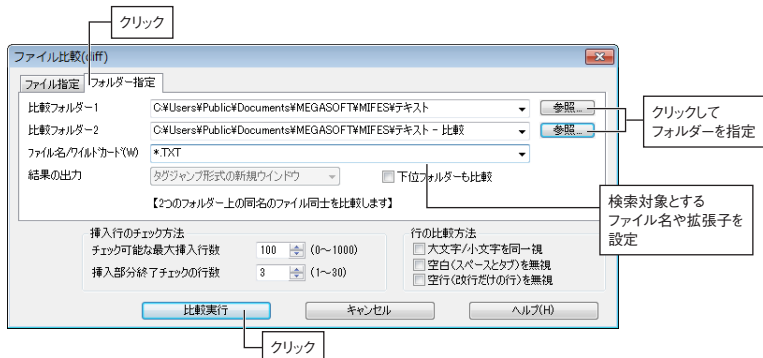 クリック
ファイル比較(diff)
ファイル指定 フォルダー指定
比較フォルダー1 C:¥Users¥Public¥Documents¥MEGASOFT¥MIFES¥テキスト 参照...
比較フォルダー2 C:¥Users¥Public¥Documents¥MEGASOFT¥MIFES¥テキスト - 比較 参照...
クリックして
フォルダーを指定
ファイル名/ワイルドカード(W) *.TXT
結果の出力 タグジャンプ形式の新規ウインドウ 下位フォルダーも比較
【2つのフォルダー上の同名のファイル同士を比較します】
検索対象とする
ファイル名や拡張子を
設定
挿入行のチェック方法
チェック可能な最大挿入行数 100 (0～1000)
挿入部分終了チェックの行数 3 (1～30)
行の比較方法
大文字/小文字を同一視
空白(スペースとタブ)を無視
空行(改行だけの行)を無視
比較実行 キャンセル ヘルプ(H)
クリック